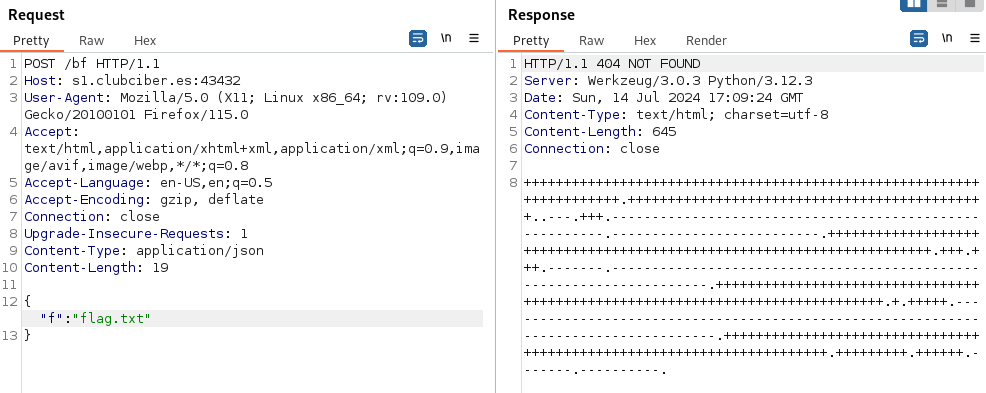 Request
Pretty Raw Hex
\n
1 POST /bf HTTP/1.1
2 Host: s1.clubciber.es:43432
3 User-Agent: Mozilla/5.0 (X11; Linux x86_64; rv:109.0)
Gecko/20100101 Firefox/115.0
4 Accept:
text/html,application/xhtml+xml,application/xml;q=0.9,ima
ge/avif,image/webp,*/*;q=0.8
5 Accept-Language: en-US,en;q=0.5
6 Accept-Encoding: gzip, deflate
7 Connection: close
8 Upgrade-Insecure-Requests: 1
9 Content-Type: application/json
10 Content-Length: 19
11
12 {
"f":"flag.txt"
13 }
Response
Pretty Raw Hex Render
\n
1 HTTP/1.1 404 NOT FOUND
2 Server: Werkzeug/3.0.3 Python/3.12.3
3 Date: Sun, 14 Jul 2024 17:09:24 GMT
4 Content-Type: text/html; charset=utf-8
5 Content-Length: 645
6 Connection: close
7
8 +++++++++++++++++++++++++++++++++++++++++++++++++++++++++
++++++++++++.++++++++++++++++++++++++++++++++++++++++++++
+..---.+++.----------------------------------------------
----------.--------------------------.+++++++++++++++++++
+++++++++++++++++++++++++++++++++++++++++++++++++++.+++.+
++.-------.----------------------------------------------
-----------------------.+++++++++++++++++++++++++++++++++
+++++++++++++++++++++++++++++++++++++++++++++.+.+++++.---
---------------------------------------------------------
------------------------.++++++++++++++++++++++++++++++++
++++++++++++++++++++++++++++++++++++++.+++++++++.++++++.-
------.----------.